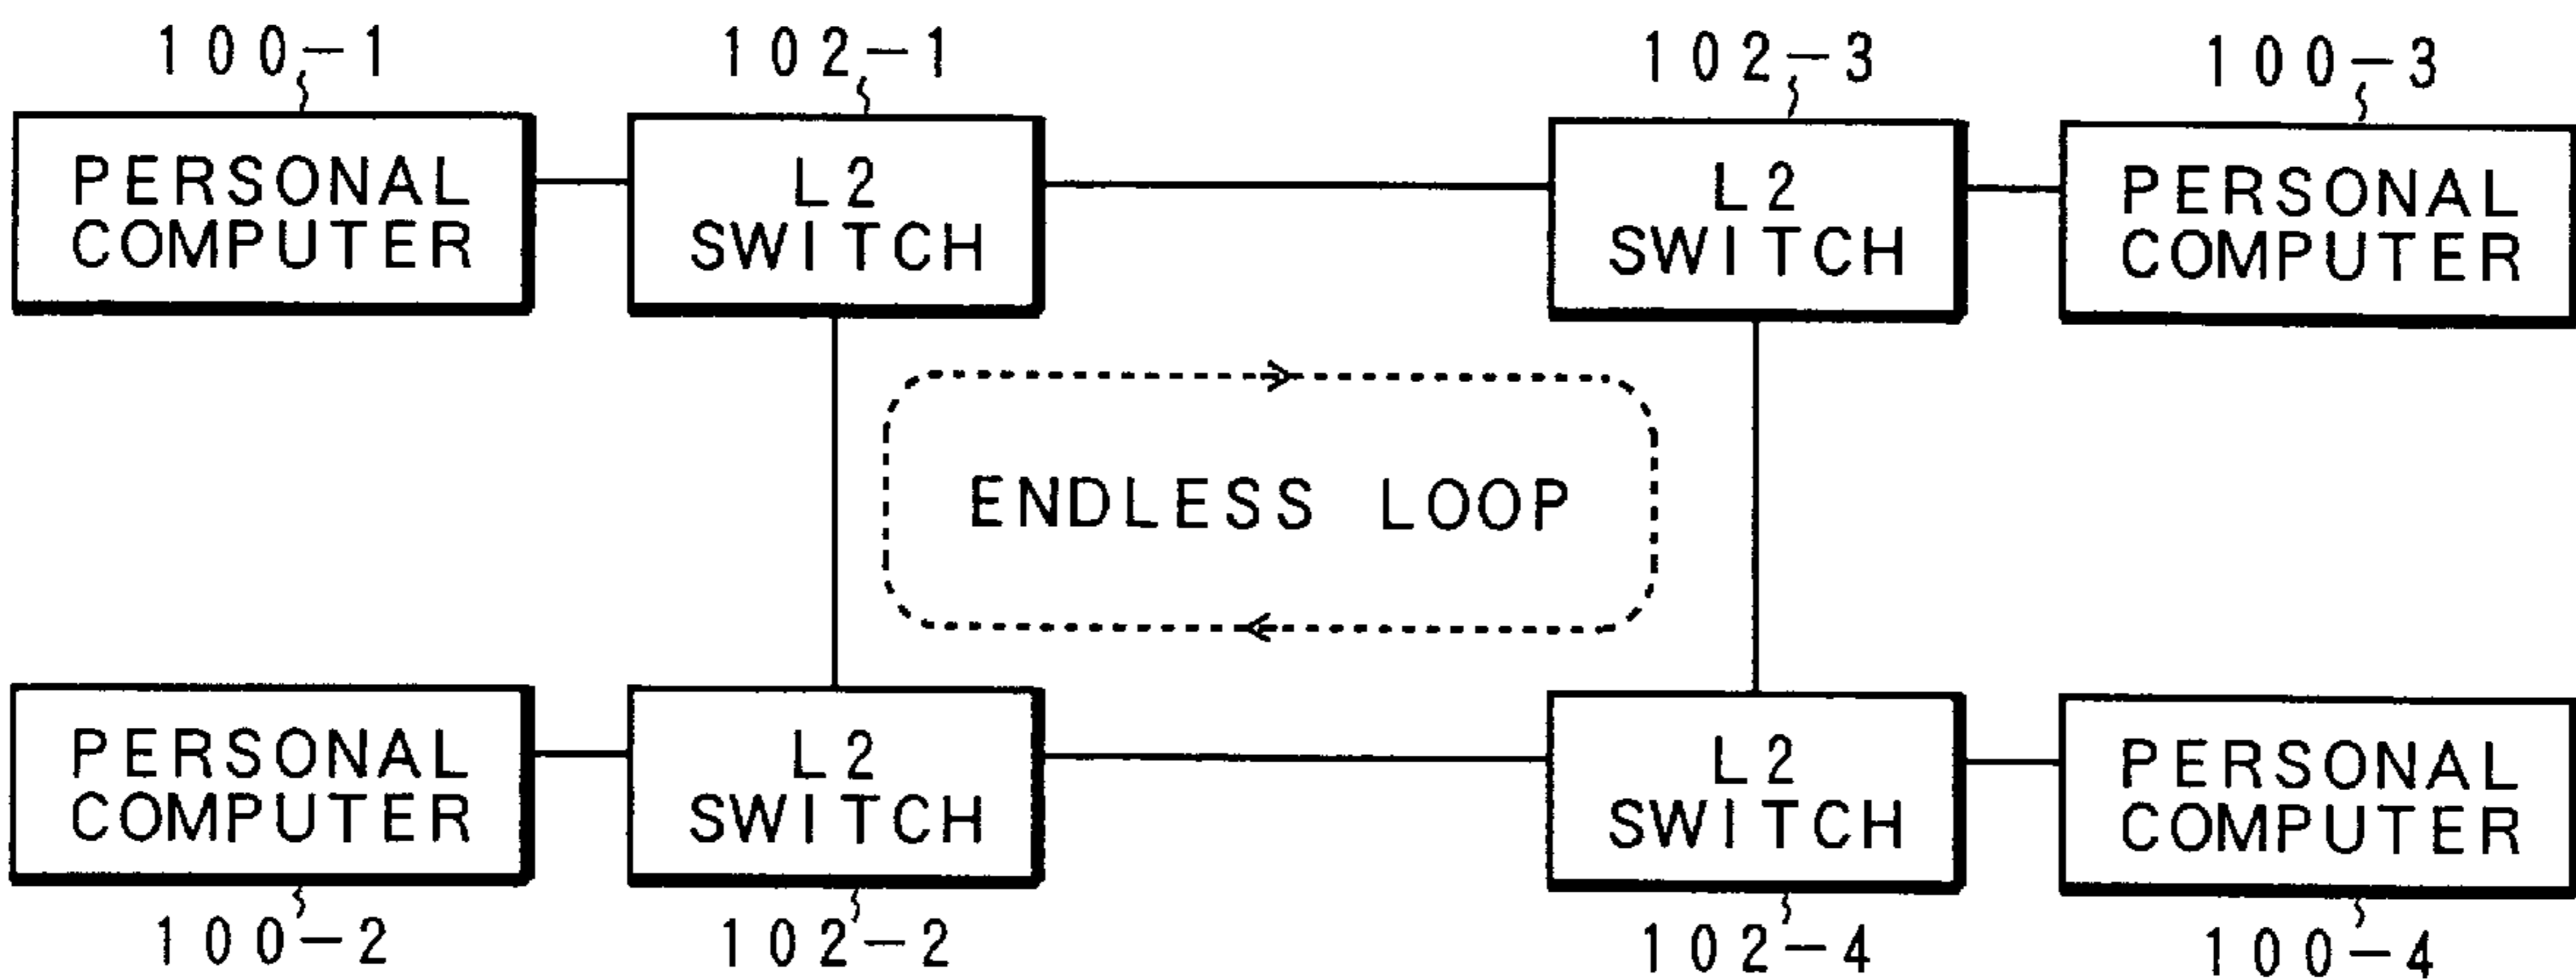 100-1 102-1 102-3 100-3
PERSONAL COMPUTER
L2 SWITCH
L2 SWITCH
PERSONAL COMPUTER
ENDLESS LOOP
PERSONAL COMPUTER
L2 SWITCH
L2 SWITCH
PERSONAL COMPUTER
100-2 102-2 102-4 100-4